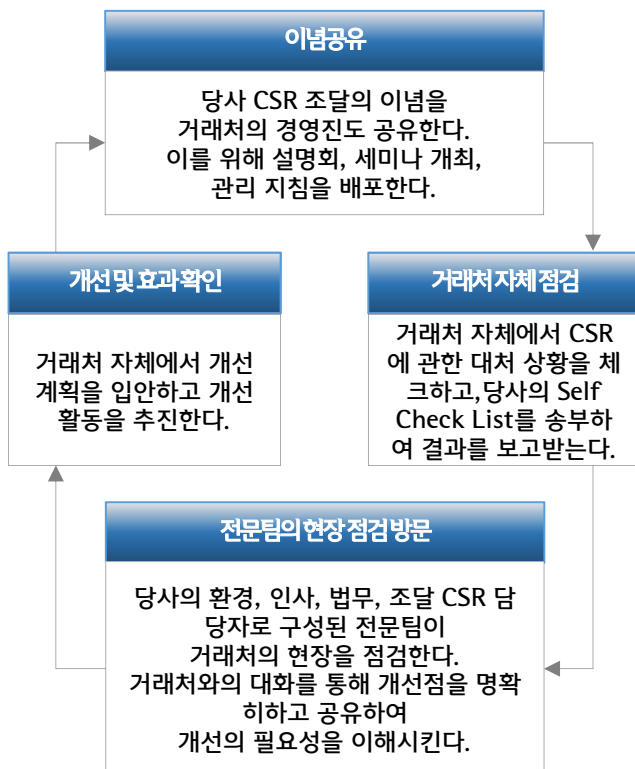 이념공유
당사 CSR 조달의 이념을
거래처의 경영진도 공유한다.
이를 위해 설명회, 세미나 개최,
관리 지침을 배포한다.
개선 및 효과 확인
거래처 자체에서 개선
계획을 입안하고 개선
활동을 추진한다.
거래처 자체 점검
거래처 자체에서 CSR
에 관한 대처 상황을 체
크하고,당사의 Self
Check List를 송부하
여 결과를 보고받는다.
전문팀의 현장 점검 방문
당사의 환경, 인사, 법무, 조달 CSR 담
당자로 구성된 전문팀이
거래처의 현장을 점검한다.
거래처와의 대화를 통해 개선점을 명확
히하고 공유하여
개선의 필요성을 이해시킨다.